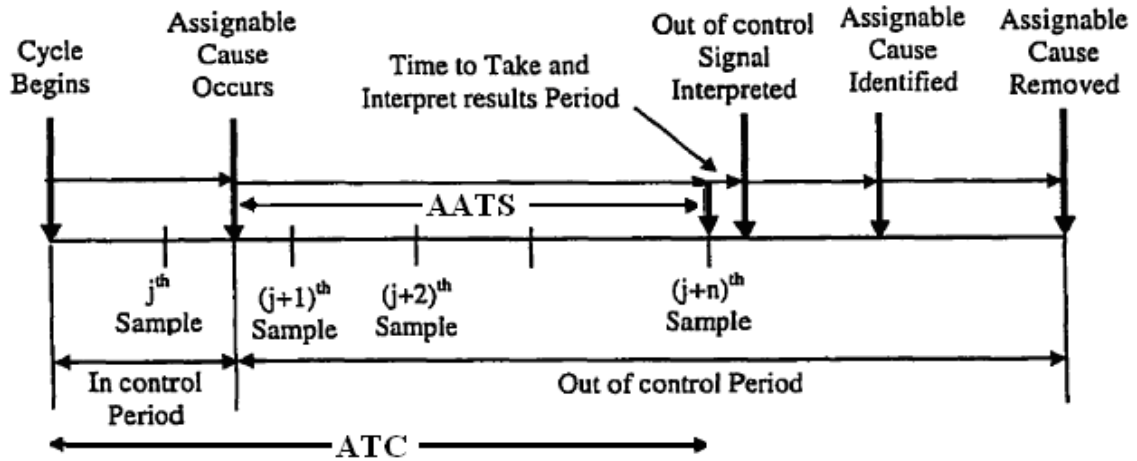 Cycle
Begins
Assignable
Cause
Occurs
Time to Take and
Interpret results Period
Out of control
Signal
Interpreted
Assignable
Cause
Identified
Assignable
Cause
Removed
AATS
jth
Sample
(j+1)th
Sample
(j+2)th
Sample
(j+n)th
Sample
In control
Period
Out of control Period
ATC